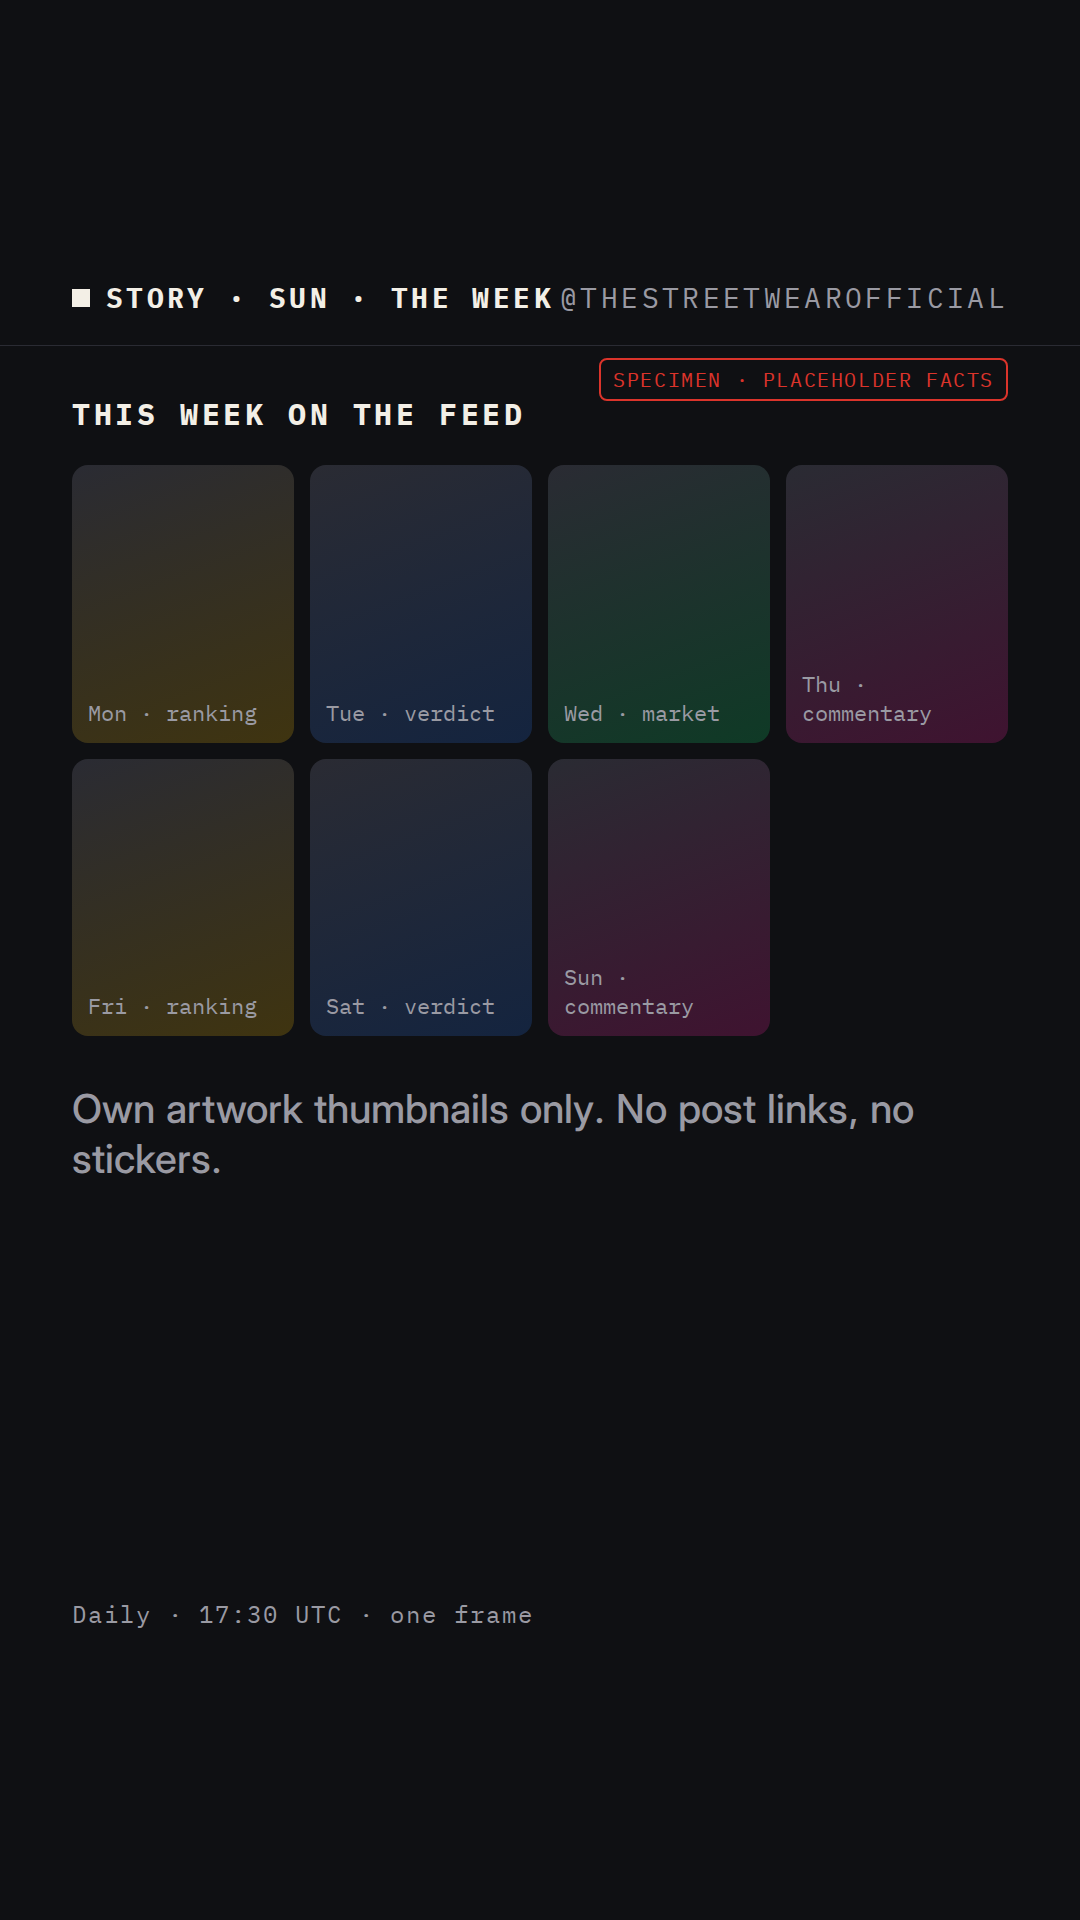 STORY · SUN · THE WEEK @THESTREETWEAROFFICIAL
SPECIMEN · PLACEHOLDER FACTS
THIS WEEK ON THE FEED
Mon · ranking
Tue · verdict
Wed · market
Thu ·
commentary
Fri · ranking
Sat · verdict
Sun ·
commentary
Own artwork thumbnails only. No post links, no
stickers.
Daily · 17:30 UTC · one frame